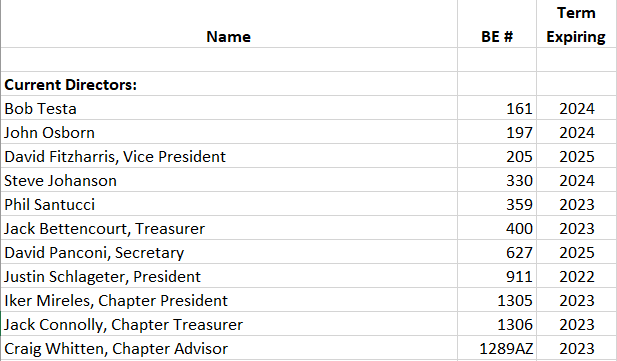 Name BE # Term Expiring
Current Directors:
Bob Testa 161 2024
John Osborn 197 2024
David Fitzharris, Vice President 205 2025
Steve Johanson 330 2024
Phil Santucci 359 2023
Jack Bettencourt, Treasurer 400 2023
David Panconi, Secretary 627 2025
Justin Schlageter, President 911 2022
Iker Mireles, Chapter President 1305 2023
Jack Connolly, Chapter Treasurer 1306 2023
Craig Whitten, Chapter Advisor 1289AZ 2023